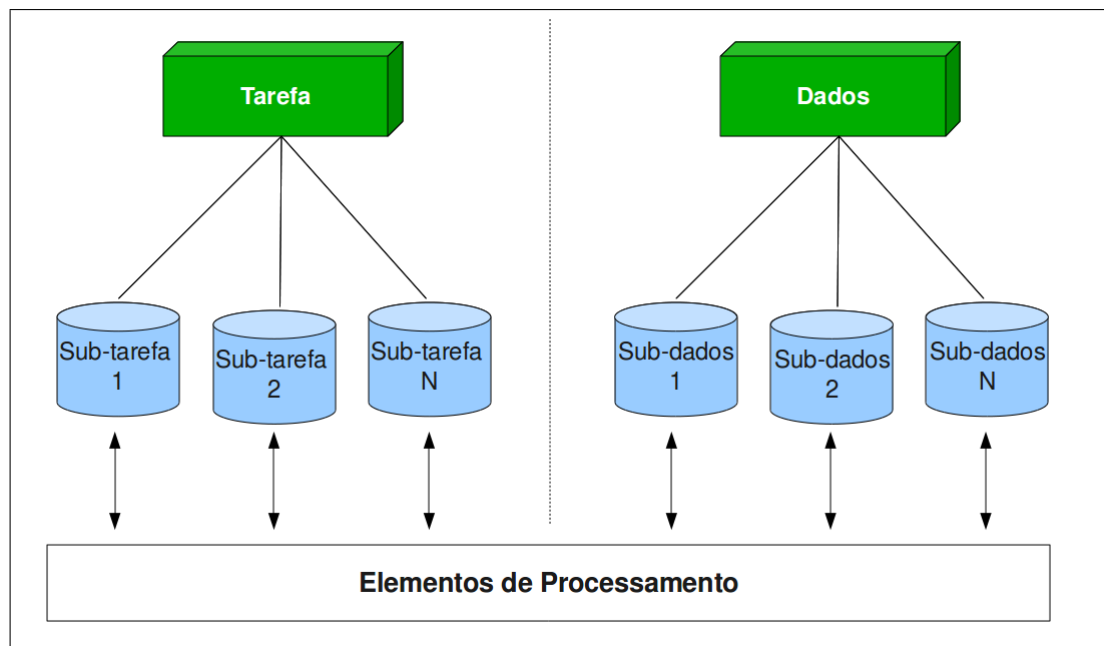 Tarefa
Dados
Sub-tarefa
1
Sub-tarefa
2
Sub-tarefa
N
Sub-dados
1
Sub-dados
2
Sub-dados
N
Elementos de Processamento